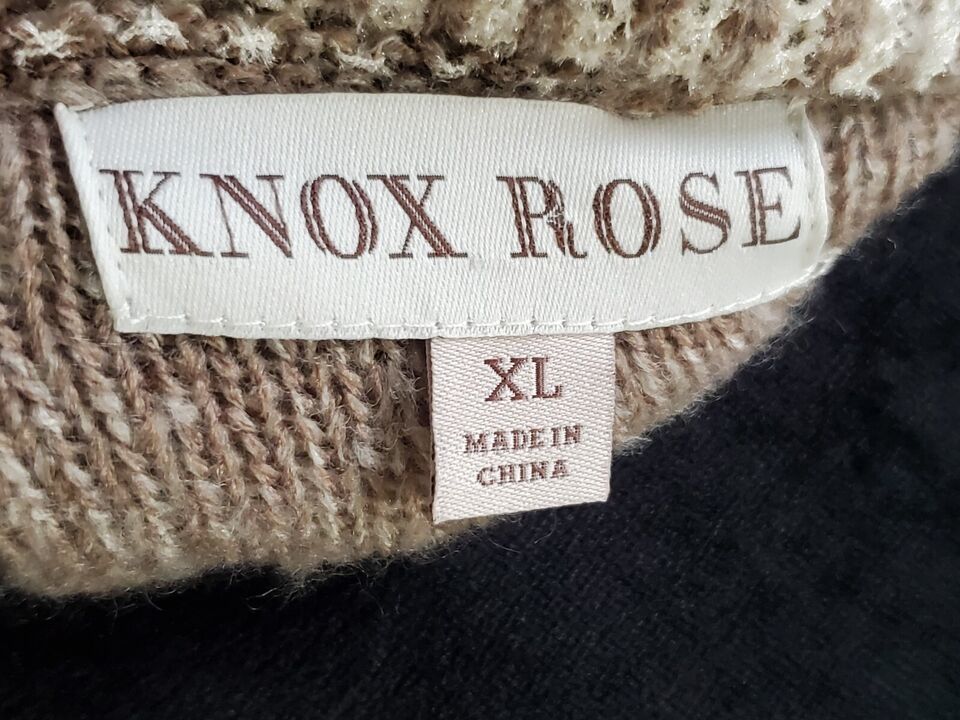 KNOX ROSE
XL
MADE IN
CHINA